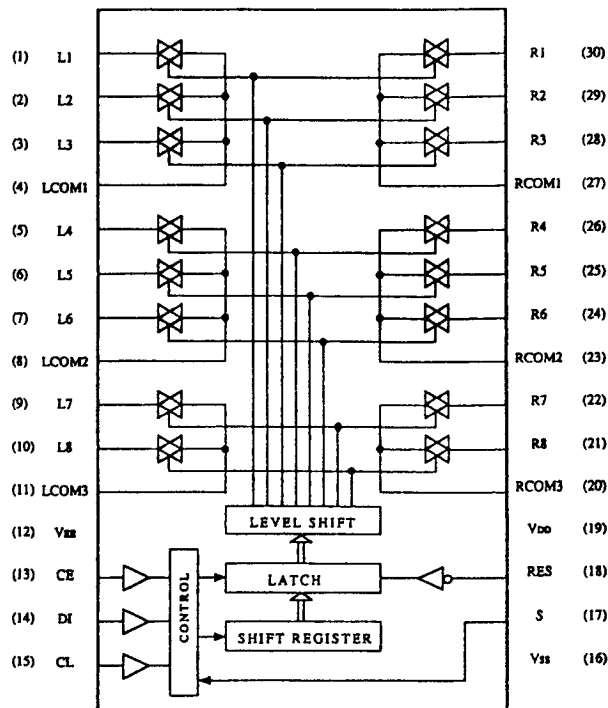 (1) L1 R1 (30)
(2) L2 R2 (29)
(3) L3 R3 (28)
(4) LCOM1 RCOM1 (27)
(5) L4 R4 (26)
(6) L5 R5 (25)
(7) L6 R6 (24)
(8) LCOM2 RCOM2 (23)
(9) L7 R7 (22)
(10) L8 R8 (21)
(11) LCOM3 RCOM3 (20)
LEVEL SHIFT
(12) VEE VDD (19)
(13) CE LATCH RES (18)
CONTROL
(14) DI SHIFT REGISTER S (17)
(15) CL VSS (16)